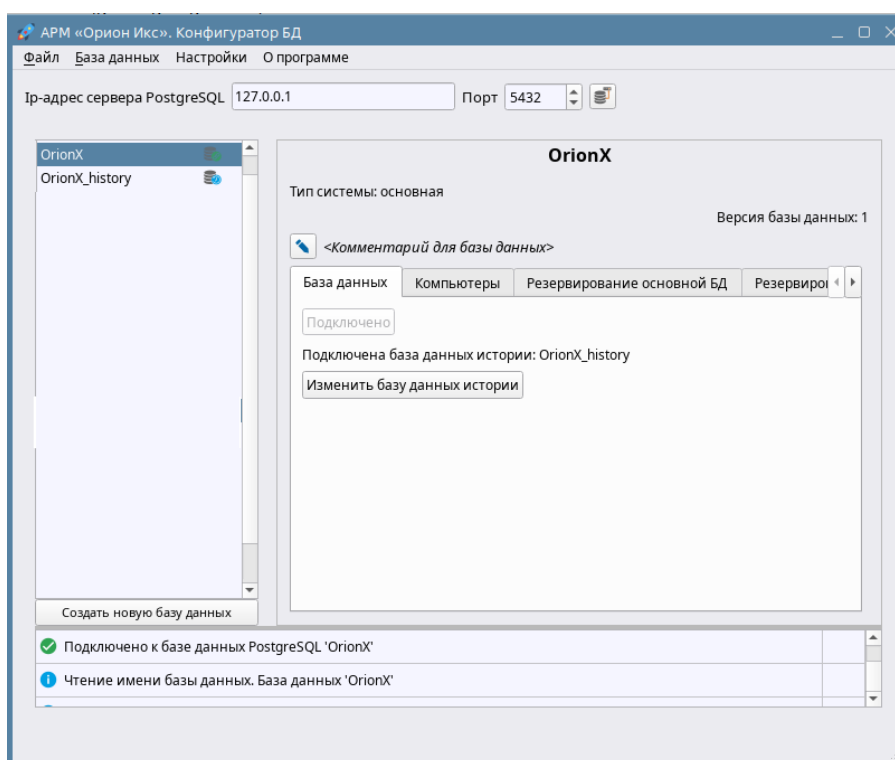 АРМ «Орион Икс». Конфигуратор БД
Файл База данных Настройки О программе
Ip-адрес сервера PostgreSQL 127.0.0.1 Порт 5432
OrionX
OrionX_history
Создать новую базу данных
OrionX
Тип системы: основная
Версия базы данных: 1
<Комментарий для базы данных>
База данных Компьютеры Резервирование основной БД
Подключено
Подключена база данных истории: OrionX_history
Изменить базу данных истории
Подключено к базе данных PostgreSQL 'OrionX'
Чтение имени базы данных. База данных 'OrionX'